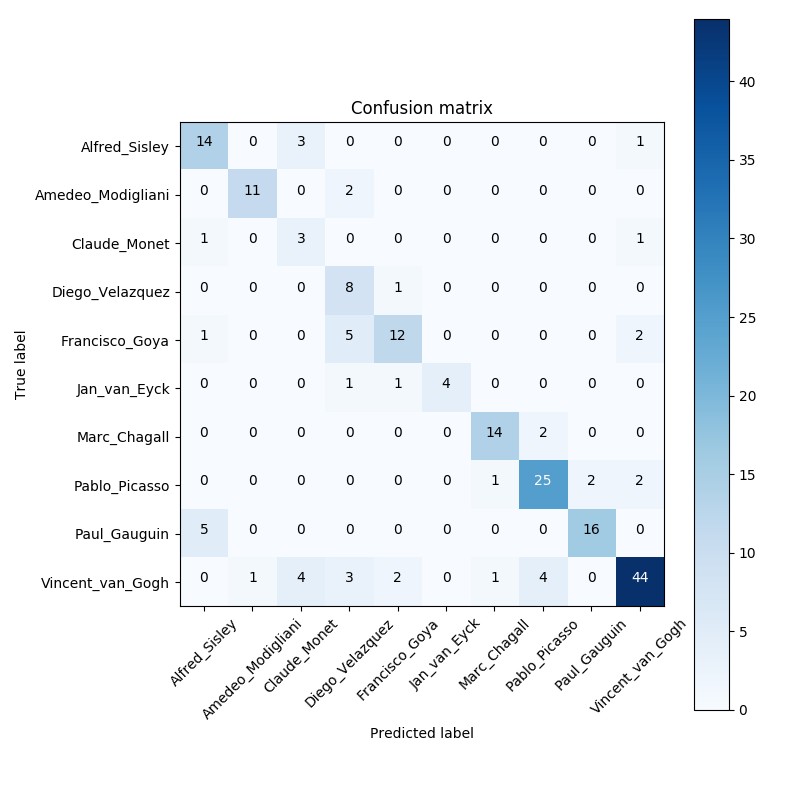 Confusion matrix
Alfred_Sisley 14 0 3 0 0 0 0 0 0 1
Amedeo_Modigliani 0 11 0 2 0 0 0 0 0 0
Claude_Monet 1 0 3 0 0 0 0 0 0 1
Diego_Velazquez 0 0 0 8 1 0 0 0 0 0
Francisco_Goya 1 0 0 5 12 0 0 0 0 2
Jan_van_Eyck 0 0 0 1 1 4 0 0 0 0
Marc_Chagall 0 0 0 0 0 0 14 2 0 0
Pablo_Picasso 0 0 0 0 0 0 1 25 2 2
Paul_Gauguin 5 0 0 0 0 0 0 0 16 0
Vincent_van_Gogh 0 1 4 3 2 0 1 4 0 44
True label
Alfred_Sisley
Amedeo_Modigliani
Claude_Monet
Diego_Velazquez
Francisco_Goya
Jan_van_Eyck
Marc_Chagall
Pablo_Picasso
Paul_Gauguin
Vincent_van_Gogh
Predicted label
40
35
30
25
20
15
10
5
0